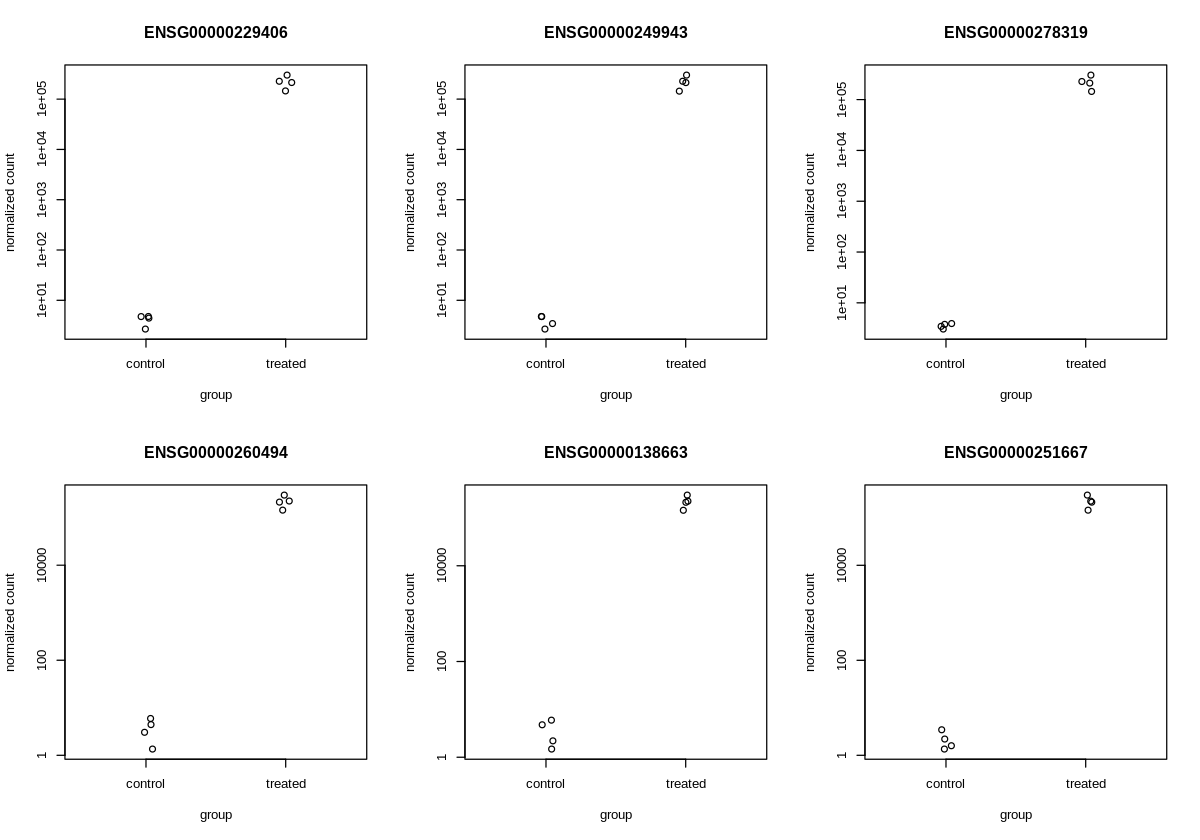 ENSG00000229406
normalized count
1e+05
1e+04
1e+03
1e+02
1e+01
control treated
group
ENSG00000249943
normalized count
1e+05
1e+04
1e+03
1e+02
1e+01
control treated
group
ENSG00000278319
normalized count
1e+05
1e+04
1e+03
1e+02
1e+01
control treated
group
ENSG00000260494
normalized count
10000
100
1
control treated
group
ENSG00000138663
normalized count
10000
100
1
control treated
group
ENSG00000251667
normalized count
10000
100
1
control treated
group